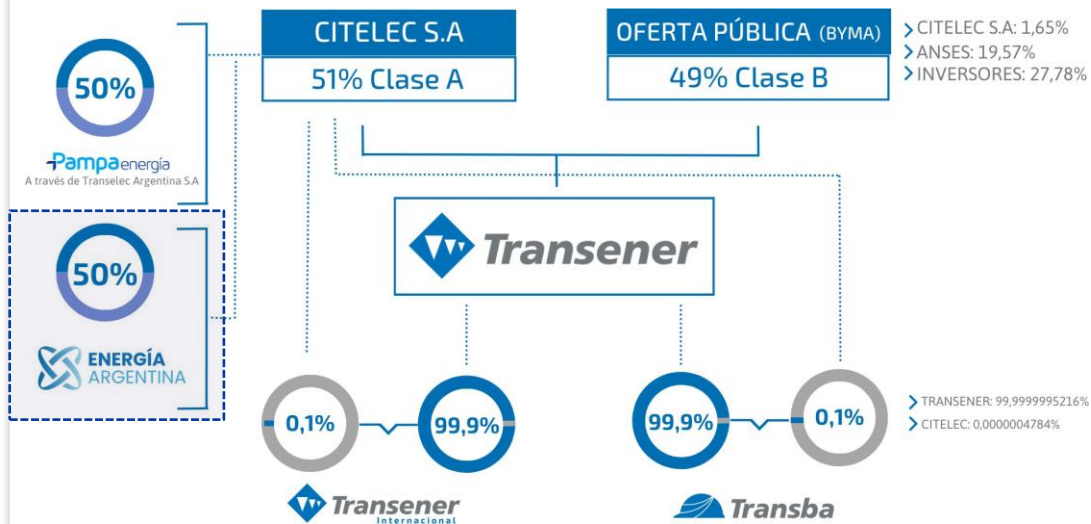 CITELEC S.A
51% Clase A
OFERTA PÚBLICA (BYMA)
49% Clase B
CITELEC S.A: 1,65%
ANSES: 19,57%
INVERSORES: 27,78%
50%
Pampa energía
A través de Transelec Argentina S.A
50%
ENERGÍA
ARGENTINA
Transener
0,1%
99,9%
99,9%
0,1%
TRANSENER: 99,9999995216%
CITELEC: 0,0000004784%
Transener
Internacional
Transba